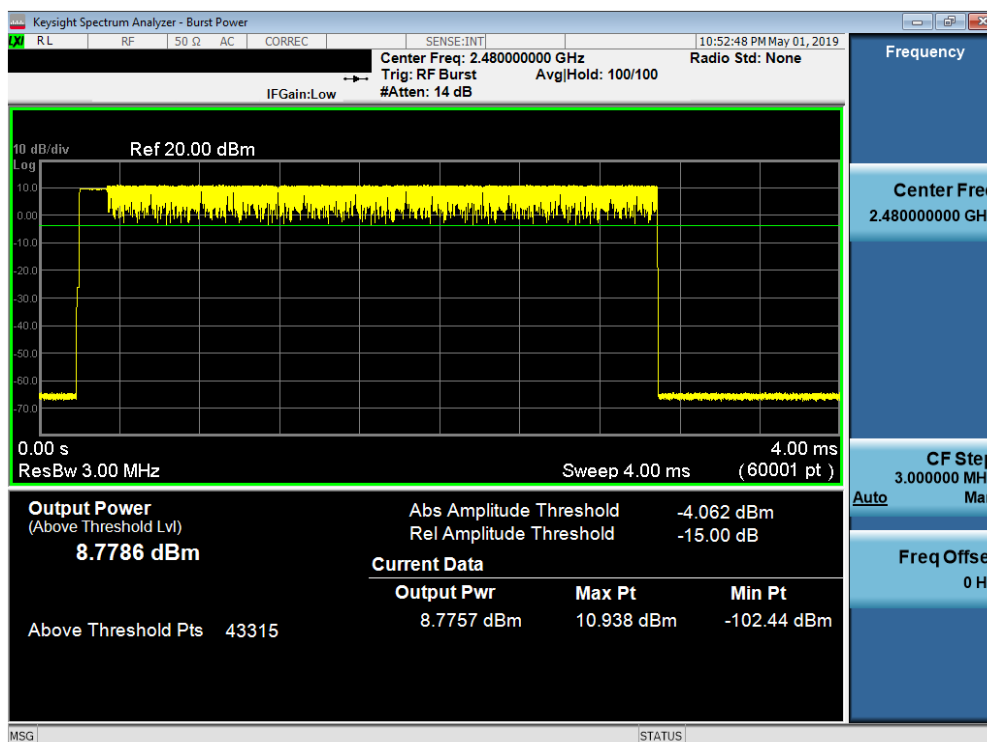 Keysight Spectrum Analyzer - Burst Power
LXI RL RF 50 Ω AC CORREC SENSE:INT 10:52:48 PM May 01, 2019
Center Freq: 2.480000000 GHz Radio Std: None
Trig: RF Burst Avg|Hold: 100/100
IFGain:Low #Atten: 14 dB
10 dB/div Ref 20.00 dBm
Log
10.0
0.00
-10.0
-20.0
-30.0
-40.0
-50.0
-60.0
-70.0
0.00 s 4.00 ms
ResBw 3.00 MHz Sweep 4.00 ms (60001 pt)
Output Power
(Above Threshold Lvl)
8.7786 dBm
Above Threshold Pts 43315
Abs Amplitude Threshold -4.062 dBm
Rel Amplitude Threshold -15.00 dB
Current Data
Output Pwr Max Pt Min Pt
8.7757 dBm 10.938 dBm -102.44 dBm
Frequency
Center Fre
2.480000000 GH
CF Step
3.000000 MH
Auto Ma
Freq Offse
0 H
MSG STATUS